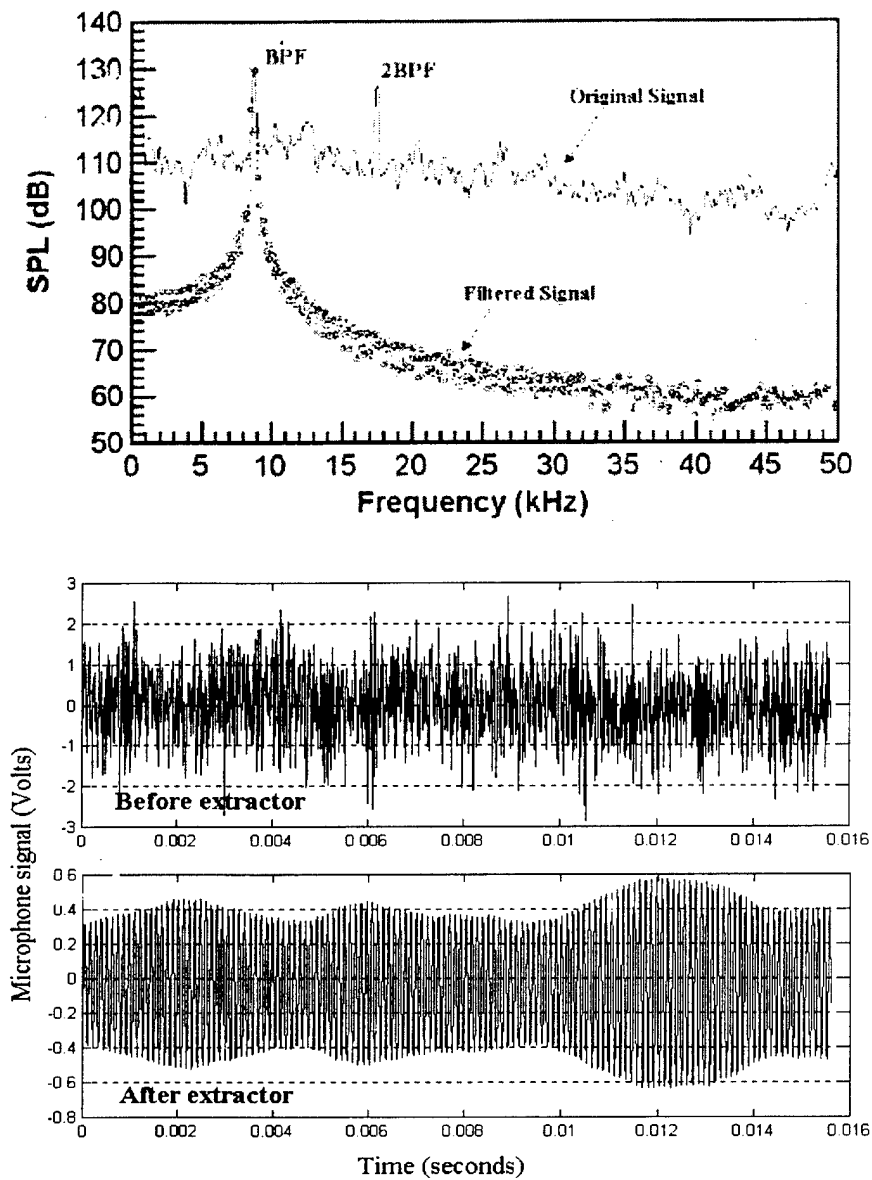 140
130
120
110
100
90
80
70
60
50
SPL (dB)
BPF
2BPF
Original Signal
Filtered Signal
0 5 10 15 20 25 30 35 40 45 50
Frequency (kHz)
Microphone signal (Volts)
3
2
1
0
-1
-2
-3
Before extractor
0 0.002 0.004 0.006 0.008 0.01 0.012 0.014 0.016
0.6
0.4
0.2
0
-0.2
-0.4
-0.6
-0.8
After extractor
0 0.002 0.004 0.006 0.008 0.01 0.012 0.014 0.016
Time (seconds)